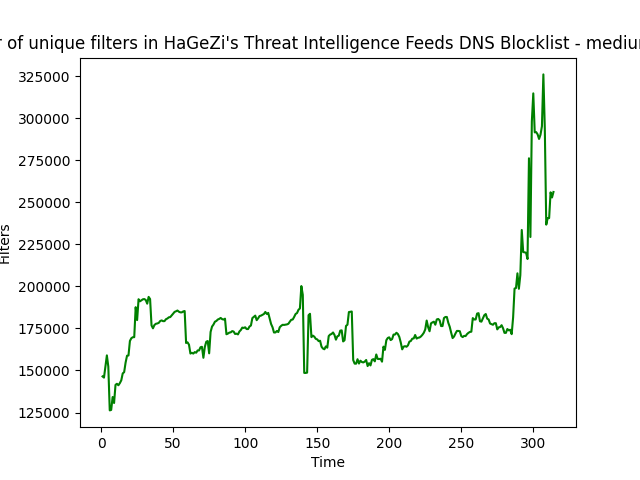 of unique filters in HaGeZi's Threat Intelligence Feeds DNS Blocklist -
325000
300000
275000
250000
225000
200000
175000
150000
125000
Filters
0 50 100 150 200 250 300
Time